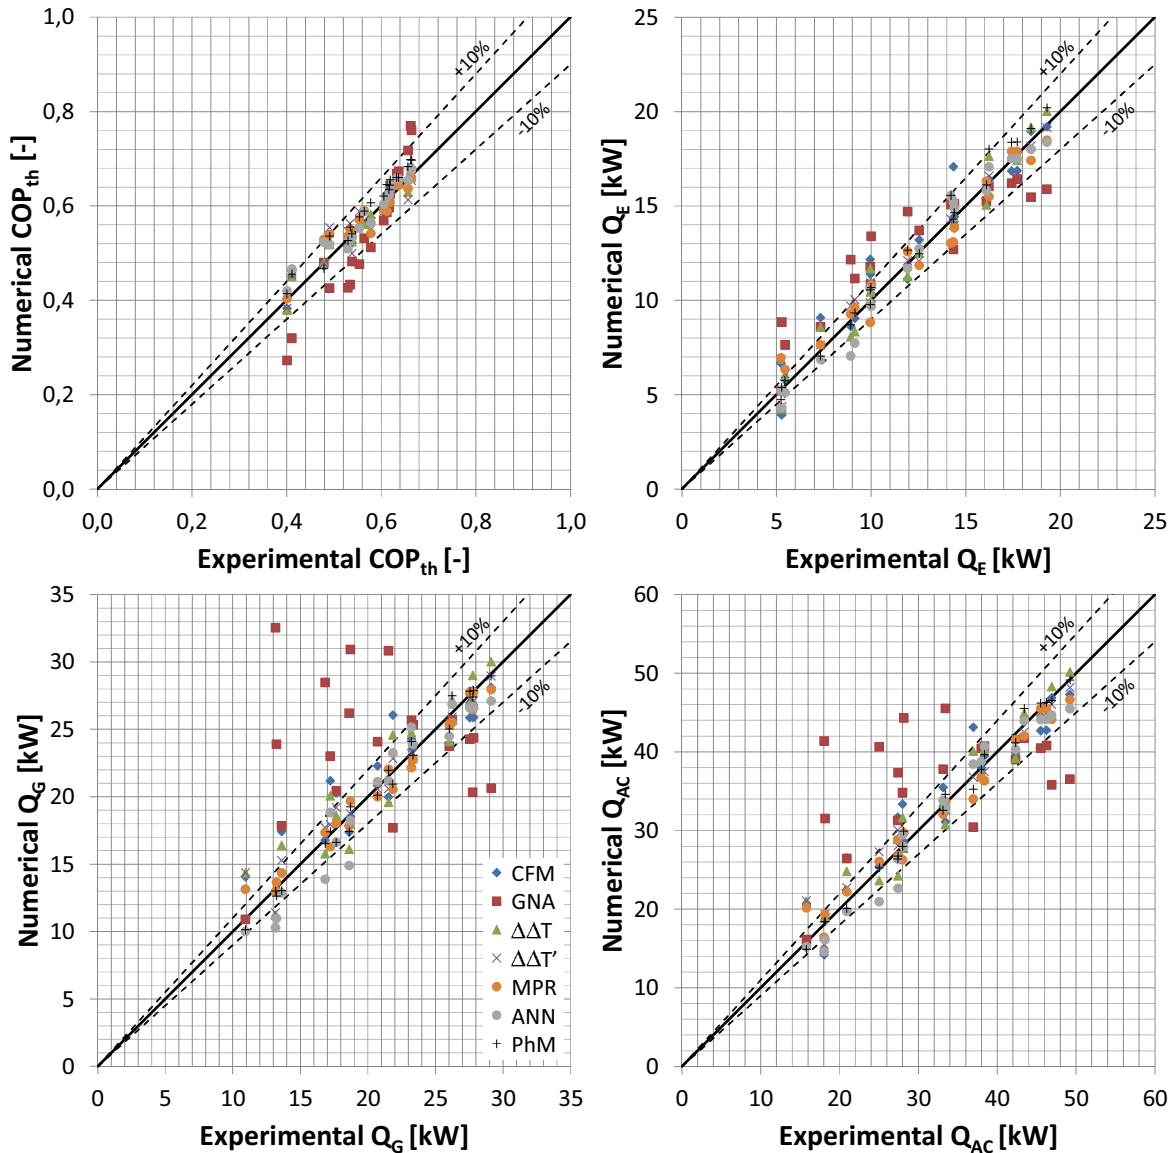 1,0
0,8
0,6
0,4
0,2
0,0
0,0 0,2 0,4 0,6 0,8 1,0
Numerical COPth [-]
Experimental COPth [-]
+10%
-10%
25
20
15
10
5
0
0 5 10 15 20 25
Numerical QE [kW]
Experimental QE [kW]
+10%
-10%
35
30
25
20
15
10
5
0
0 5 10 15 20 25 30 35
Numerical QG [kW]
Experimental QG [kW]
+10%
-10%
CFM
GNA
ΔΔT
ΔΔT'
MPR
ANN
PhM
60
50
40
30
20
10
0
0 10 20 30 40 50 60
Numerical QAC [kW]
Experimental QAC [kW]
+10%
-10%